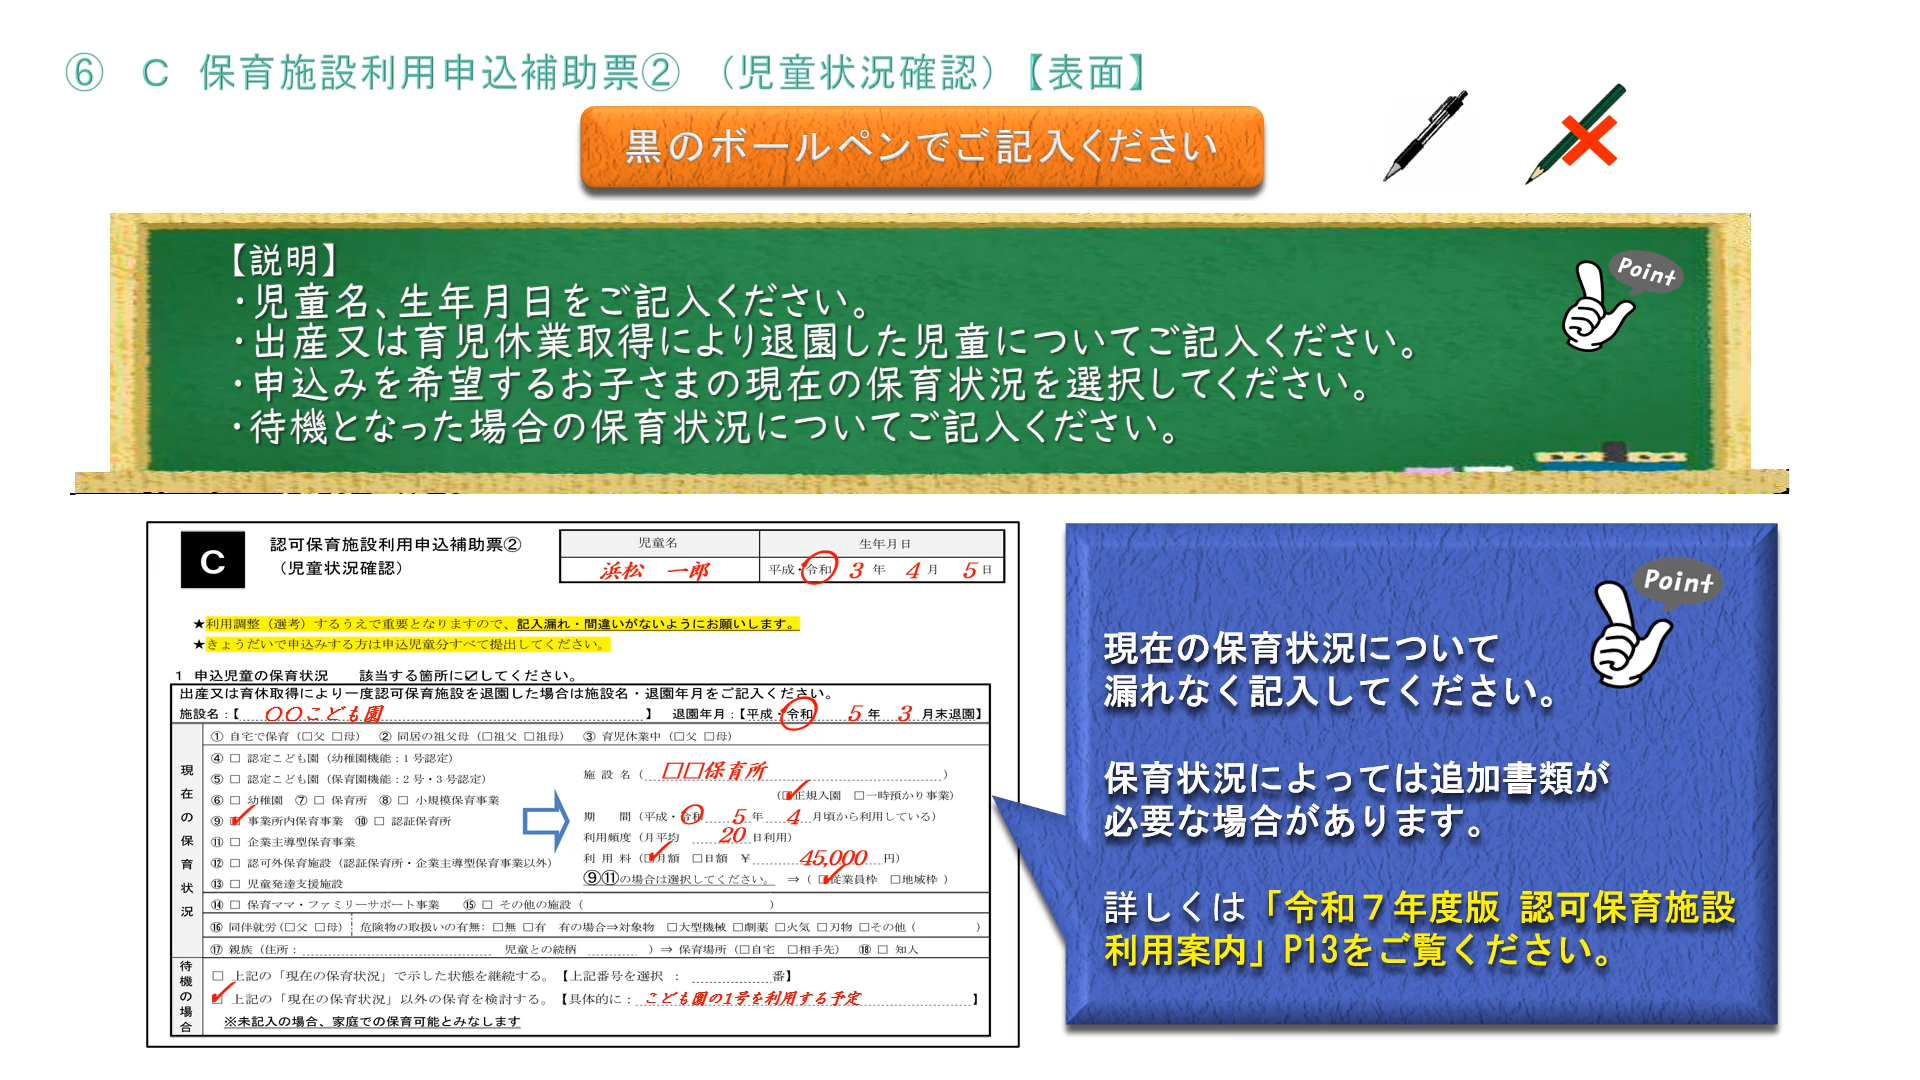 ⑥ C 保育施設利用申込補助票② (児童状況確認)【表面】
黒のボールペンでご記入ください
【説明】
・児童名、生年月日をご記入ください。
・出産又は育児休業取得により退園した児童についてご記入ください。
・申込みを希望するお子さまの現在の保育状況を選択してください。
・待機となった場合の保育状況についてご記入ください。
Point
C
認可保育施設利用申込補助票②
(児童状況確認)
児童名 生年月日
浜松 一郎 平成・令和 3 年 4 月 5 日
★利用調整(選考)するうえで重要となりますので、記入漏れ・間違いがないようにお願いします。
★きょうだいで申込みする方は申込児童分すべて提出してください。
1 申込児童の保育状況 該当する箇所に☑してください。
出産又は育休取得により一度認可保育施設を退園した場合は施設名・退園年月をご記入ください。
施設名:【 〇〇こども園 】 退園年月:【平成・令和 5 年 3 月末退園】
現在の保育状況
① 自宅で保育(□父 □母) ② 同居の祖父母(□祖父 □祖母) ③ 育児休業中(□父 □母)
④ □ 認定こども園(幼稚園機能:1号認定)
⑤ □ 認定こども園(保育園機能:2号・3号認定)
⑥ □ 幼稚園 ⑦ □ 保育所 ⑧ □ 小規模保育事業
⑨ ☑ 事業所内保育事業 ⑩ □ 認証保育所
⑪ □ 企業主導型保育事業
⑫ □ 認可外保育施設(認証保育所・企業主導型保育事業以外)
⑬ □ 児童発達支援施設
施設名( □□保育所 )
(☑正規入園 □一時預かり事業)
期 間(平成・令和 5 年 4 月頃から利用している)
利用頻度(月平均 20 日利用)
利用料(☑月額 □日額 ¥ 45,000 円)
⑨⑪の場合は選択してください。 ⇒( ☑従業員枠 □地域枠 )
⑭ □ 保育ママ・ファミリーサポート事業 ⑮ □ その他の施設( )
⑯ 同伴就労(□父 □母) 危険物の取扱いの有無: □無 □有 有の場合⇒対象物 □大型機械 □劇薬 □火気 □刃物 □その他( )
⑰ 親族(住所: 児童との続柄 )⇒ 保育場所(□自宅 □相手先) ⑱ □ 知人
待機の場合
□ 上記の「現在の保育状況」で示した状態を継続する。【上記番号を選択 : 番】
☑ 上記の「現在の保育状況」以外の保育を検討する。【具体的に: こども園の1号を利用する予定 】
※未記入の場合、家庭での保育可能とみなします
Point
現在の保育状況について
漏れなく記入してください。
保育状況によっては追加書類が
必要な場合があります。
詳しくは「令和7年度版 認可保育施設
利用案内」P13をご覧ください。